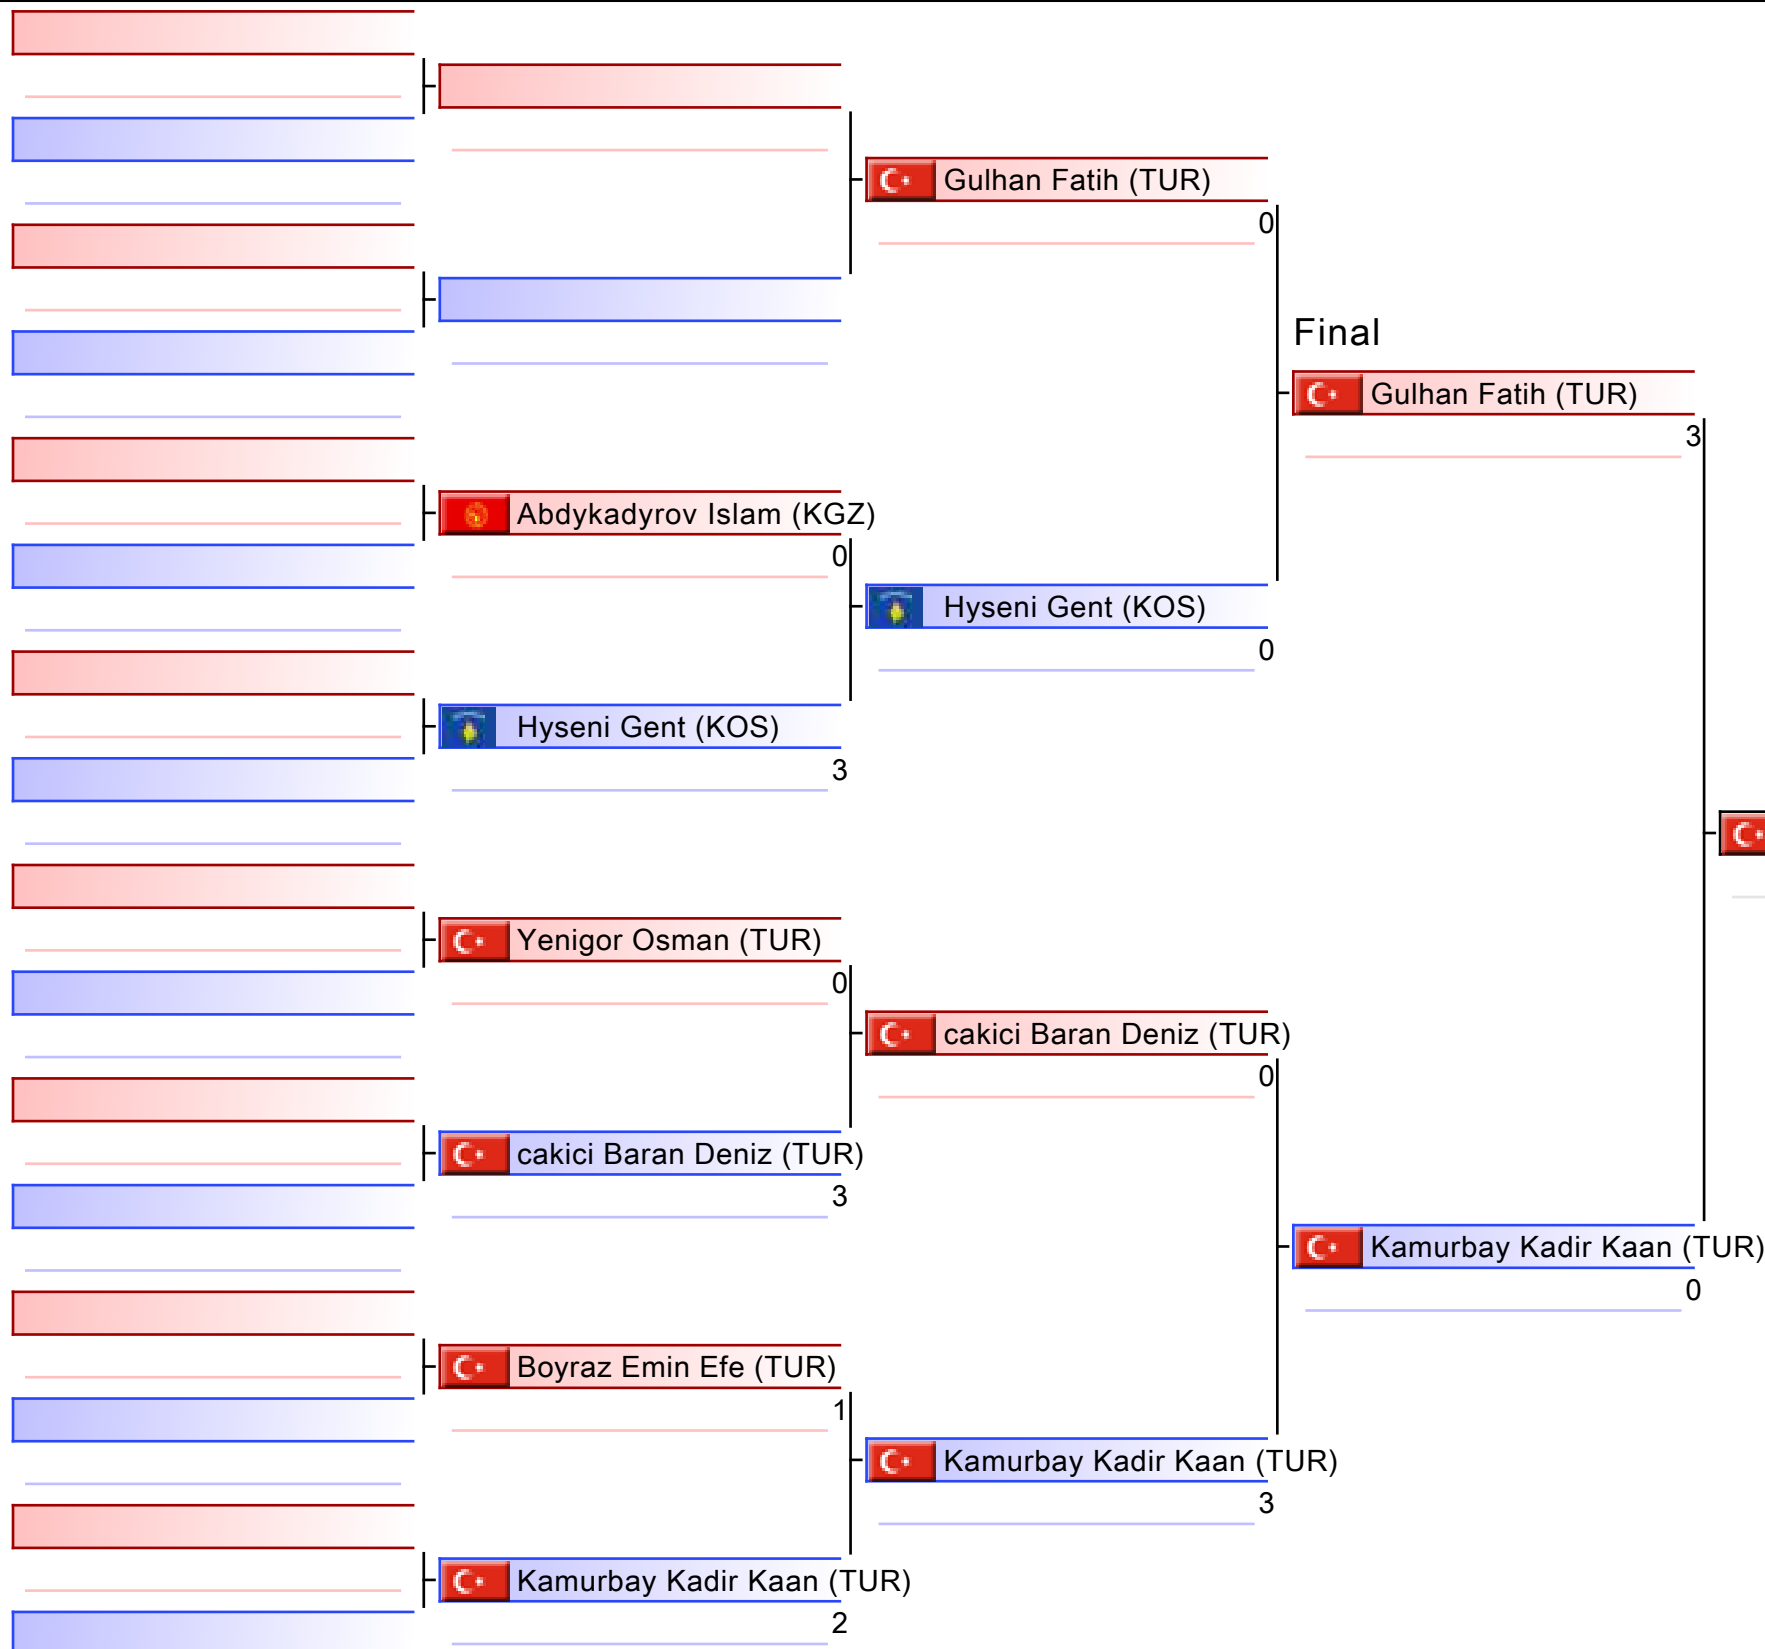 Gulhan Fatih (TUR)
0
Final
Gulhan Fatih (TUR)
3
Abdykadyrov Islam (KGZ)
0
Hyseni Gent (KOS)
0
Hyseni Gent (KOS)
3
Yenigor Osman (TUR)
0
cakici Baran Deniz (TUR)
0
cakici Baran Deniz (TUR)
3
Kamurbay Kadir Kaan (TUR)
0
Boyraz Emin Efe (TUR)
1
Kamurbay Kadir Kaan (TUR)
3
Kamurbay Kadir Kaan (TUR)
2